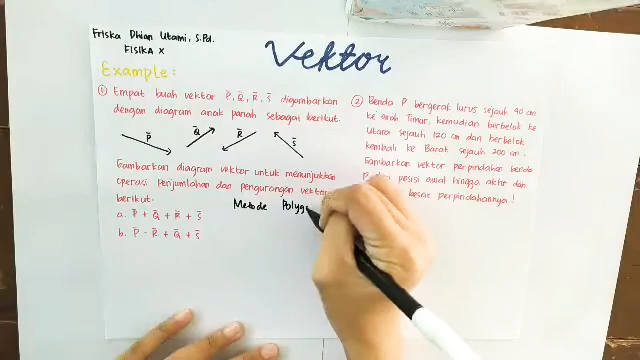 Friska Dhian Utami, S.Pd.
FISIKA X
Vektor
Example :
① Empat buah vektor P̄, Q̄, R̄, S̄ digambarkan
dengan diagram anak panah sebagai berikut.
P̄ Q̄ R̄ S̄
Gambarkan diagram vektor untuk menunjukkan
operasi penjumlahan dan pengurangan vektor
berikut.
a. P̄ + Q̄ + R̄ + S̄
b. P̄ - R̄ + Q̄ + S̄
Metode Polyg
② Benda P bergerak lurus sejauh 40 cm
ke arah Timur, kemudian berbelok ke
Utara sejauh 120 cm dan berbelok
kembali ke Barat sejauh 200 cm.
Gambarkan vektor perpindahan benda
P posisi awal hingga akhir dan
besar perpindahannya !